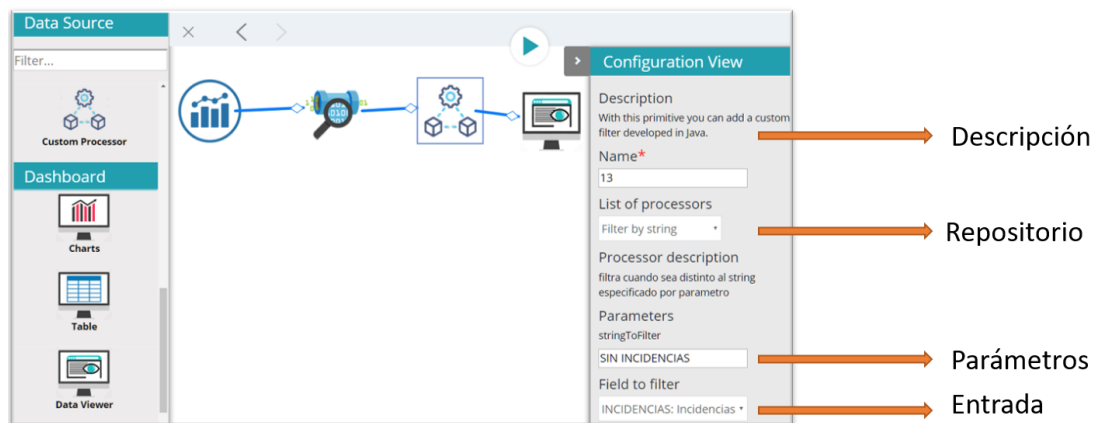 Data Source
Filter...
Custom Processor
Dashboard
Charts
Table
Data Viewer
Configuration View
Description
With this primitive you can add a custom
filter developed in Java.
Name*
13
List of processors
Filter by string
Processor description
filtra cuando sea distinto al string
especificado por parametro
Parameters
stringToFilter
SIN INCIDENCIAS
Field to filter
INCIDENCIAS: Incidencias
Descripción
Repositorio
Parámetros
Entrada